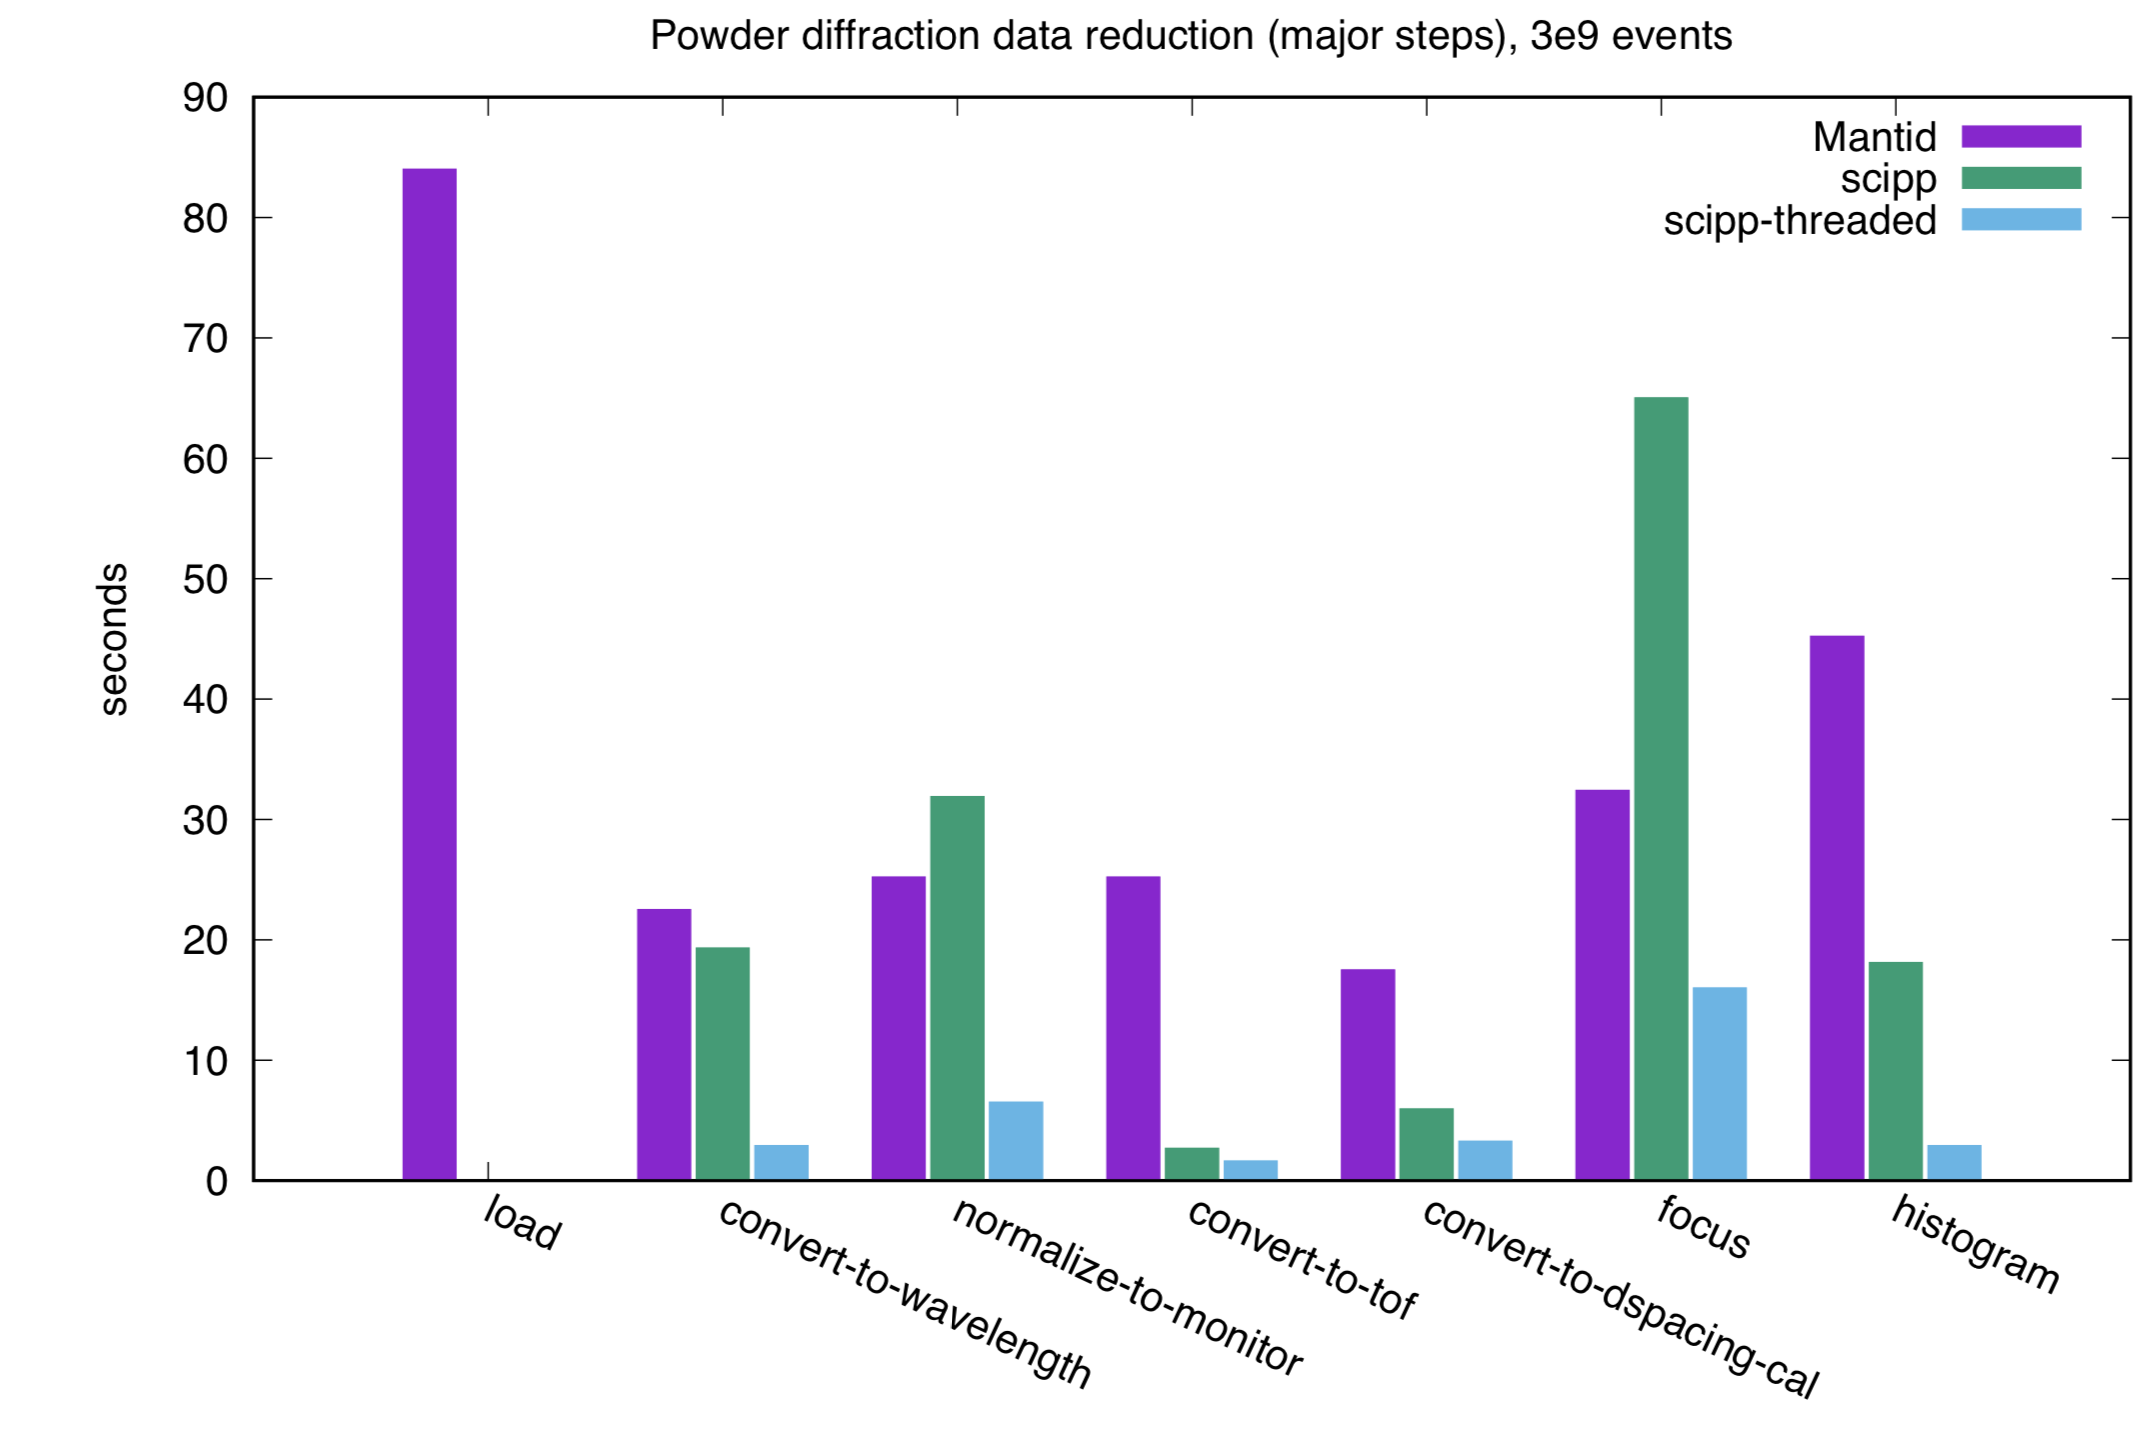 Powder diffraction data reduction (major steps), 3e9 events
90
80
70
60
50
40
30
20
10
0
seconds
Mantid
scipp
scipp-threaded
load
convert-to-wavelength
normalize-to-monitor
convert-to-tof
convert-to-dspacing-cal
focus
histogram